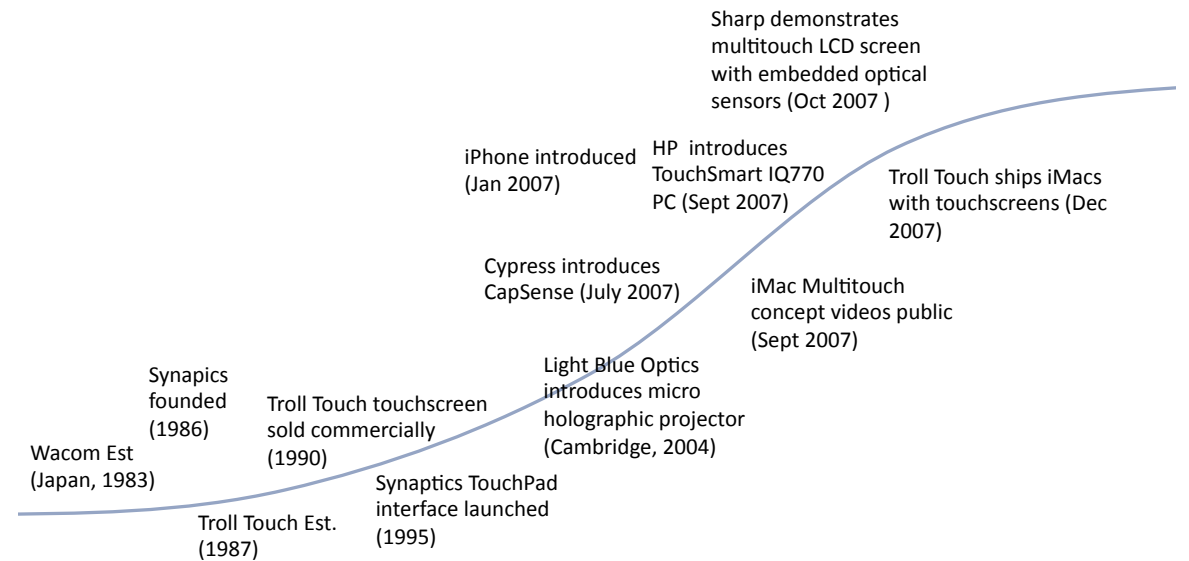 Sharp demonstrates
multitouch LCD screen
with embedded optical
sensors (Oct 2007 )
iPhone introduced
(Jan 2007)
HP  introduces
TouchSmart IQ770
PC (Sept 2007)
Troll Touch ships iMacs
with touchscreens (Dec
2007)
Cypress introduces
CapSense (July 2007)
iMac Multitouch
concept videos public
(Sept 2007)
Light Blue Optics
introduces micro
holographic projector
(Cambridge, 2004)
Synapics
founded
(1986)
Troll Touch touchscreen
sold commercially
(1990)
Wacom Est
(Japan, 1983)
Synaptics TouchPad
interface launched
(1995)
Troll Touch Est.
(1987)